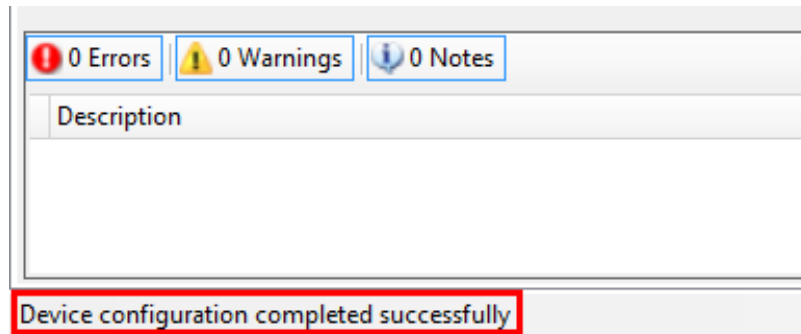 0 Errors 0 Warnings 0 Notes
Description
Device configuration completed successfully